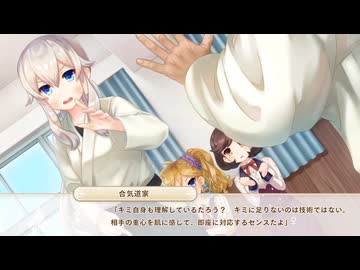 合気道家
「キミ自身も理解しているだろう？　キミに足りないのは技術ではない。
相手の重心を肌に感じて、即座に対応するセンスだよ」